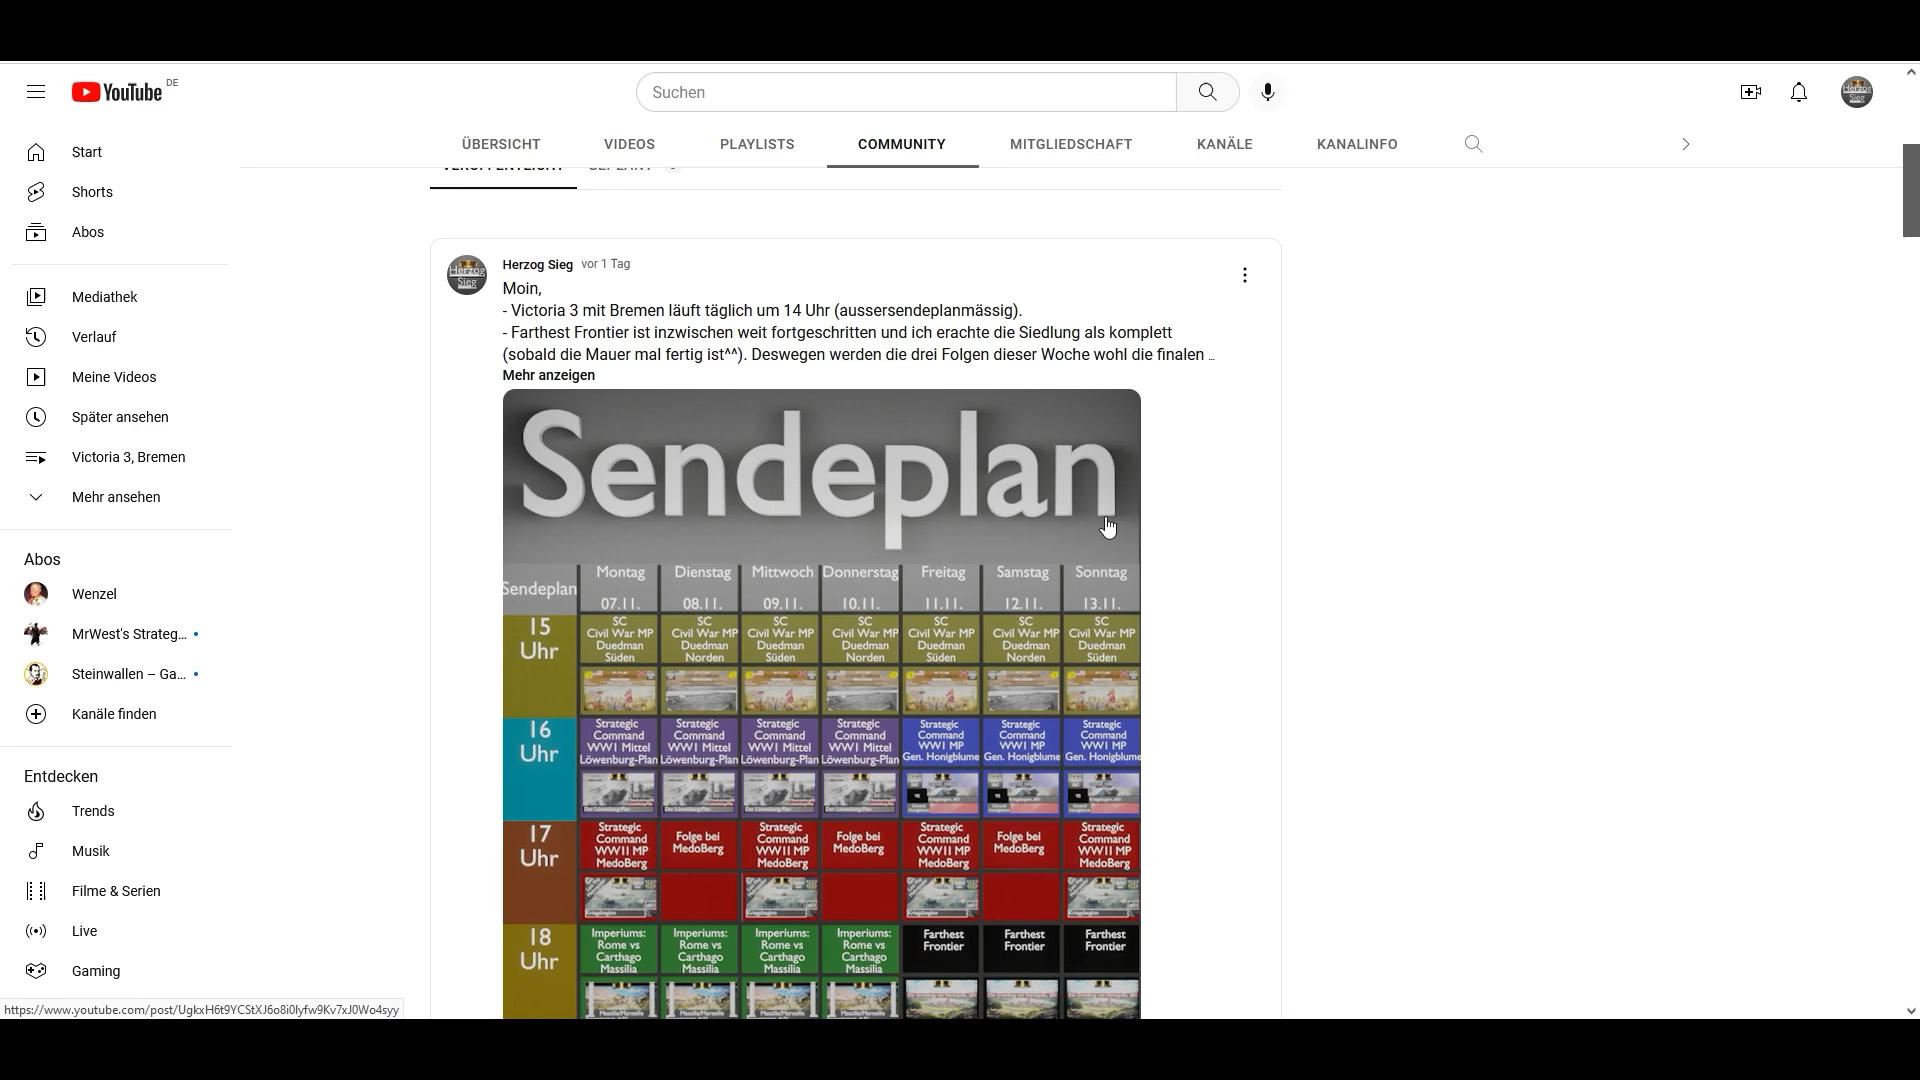 YouTube DE
Suchen
ÜBERSICHT
VIDEOS
PLAYLISTS
COMMUNITY
MITGLIEDSCHAFT
KANÄLE
KANALINFO
Start
Shorts
Abos
Mediathek
Verlauf
Meine Videos
Später ansehen
Victoria 3, Bremen
Mehr ansehen
Abos
Wenzel
MrWest's Strateg...
Steinwallen – Ga...
Kanäle finden
Entdecken
Trends
Musik
Filme & Serien
Live
Gaming
https://www.youtube.com/post/UgkxH6t9YCStXJ6o8i0lyfw9Kv7xJ0Wo4syy
Herzog Sieg vor 1 Tag
Moin,
- Victoria 3 mit Bremen läuft täglich um 14 Uhr (aussersendeplanmässig).
- Farthest Frontier ist inzwischen weit fortgeschritten und ich erachte die Siedlung als komplett
(sobald die Mauer mal fertig ist^^). Deswegen werden die drei Folgen dieser Woche wohl die finalen ...
Mehr anzeigen
Sendeplan
Sendeplan
Montag
07.11.
Dienstag
08.11.
Mittwoch
09.11.
Donnerstag
10.11.
Freitag
11.11.
Samstag
12.11.
Sonntag
13.11.
15
Uhr
SC
Civil War MP
Duedman
Süden
SC
Civil War MP
Duedman
Norden
SC
Civil War MP
Duedman
Süden
SC
Civil War MP
Duedman
Norden
SC
Civil War MP
Duedman
Süden
SC
Civil War MP
Duedman
Norden
SC
Civil War MP
Duedman
Süden
16
Uhr
Strategic
Command
WWI Mittel
Löwenburg-Plan
Strategic
Command
WWI Mittel
Löwenburg-Plan
Strategic
Command
WWI Mittel
Löwenburg-Plan
Strategic
Command
WWI Mittel
Löwenburg-Plan
Strategic
Command
WWI MP
Gen. Honigblume
Strategic
Command
WWI MP
Gen. Honigblume
Strategic
Command
WWI MP
Gen. Honigblume
17
Uhr
Strategic
Command
WWII MP
MedoBerg
Folge bei
MedoBerg
Strategic
Command
WWII MP
MedoBerg
Folge bei
MedoBerg
Strategic
Command
WWII MP
MedoBerg
Folge bei
MedoBerg
Strategic
Command
WWII MP
MedoBerg
18
Uhr
Imperiums:
Rome vs
Carthago
Massilia
Imperiums:
Rome vs
Carthago
Massilia
Imperiums:
Rome vs
Carthago
Massilia
Imperiums:
Rome vs
Carthago
Massilia
Farthest
Frontier
Farthest
Frontier
Farthest
Frontier